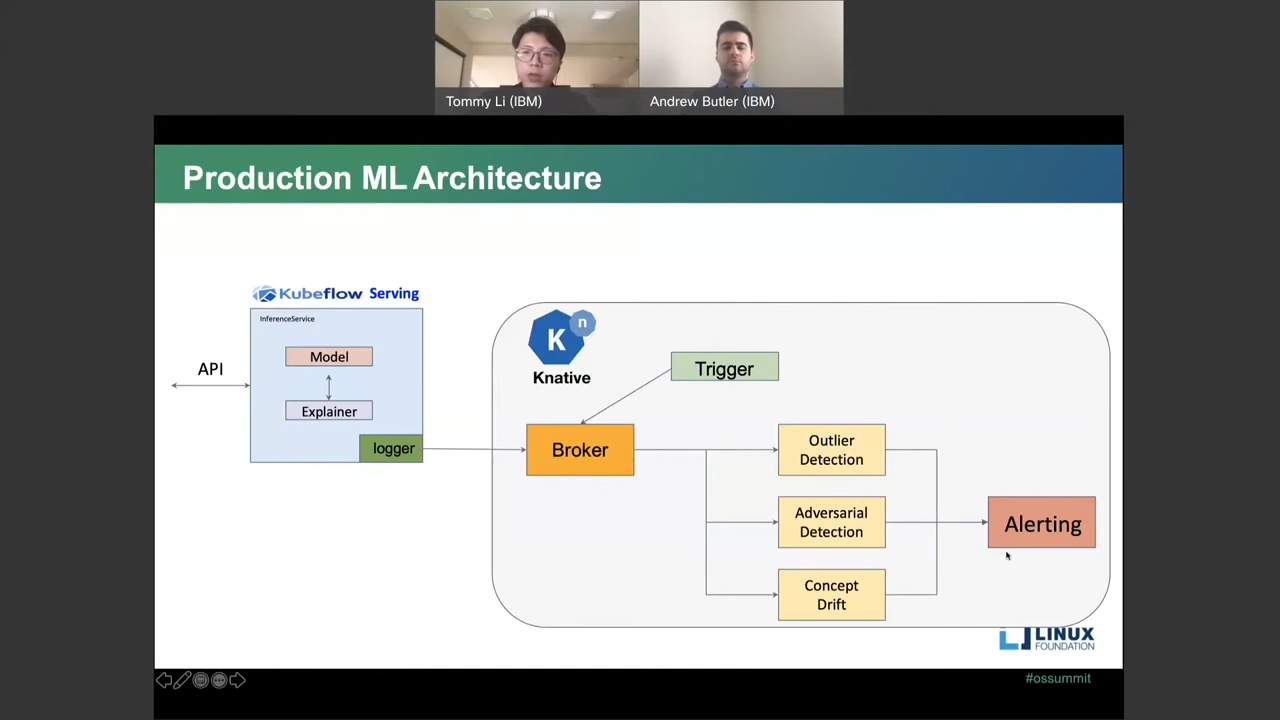 Tommy Li (IBM)
Andrew Butler (IBM)
Production ML Architecture
Kubeflow Serving
InferenceService
Model
Explainer
logger
API
K
n
Knative
Trigger
Broker
Outlier
Detection
Adversarial
Detection
Concept
Drift
Alerting
LINUX
FOUNDATION
#ossummit